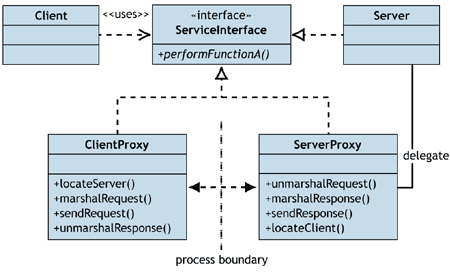 Client
<<uses>>
«interface»
ServiceInterface
+performFunctionA()
Server
ClientProxy
+locateServer()
+marshalRequest()
+sendRequest()
+unmarshalResponse()
ServerProxy
+unmarshalRequest()
+marshalResponse()
+sendResponse()
+locateClient()
delegate
process boundary